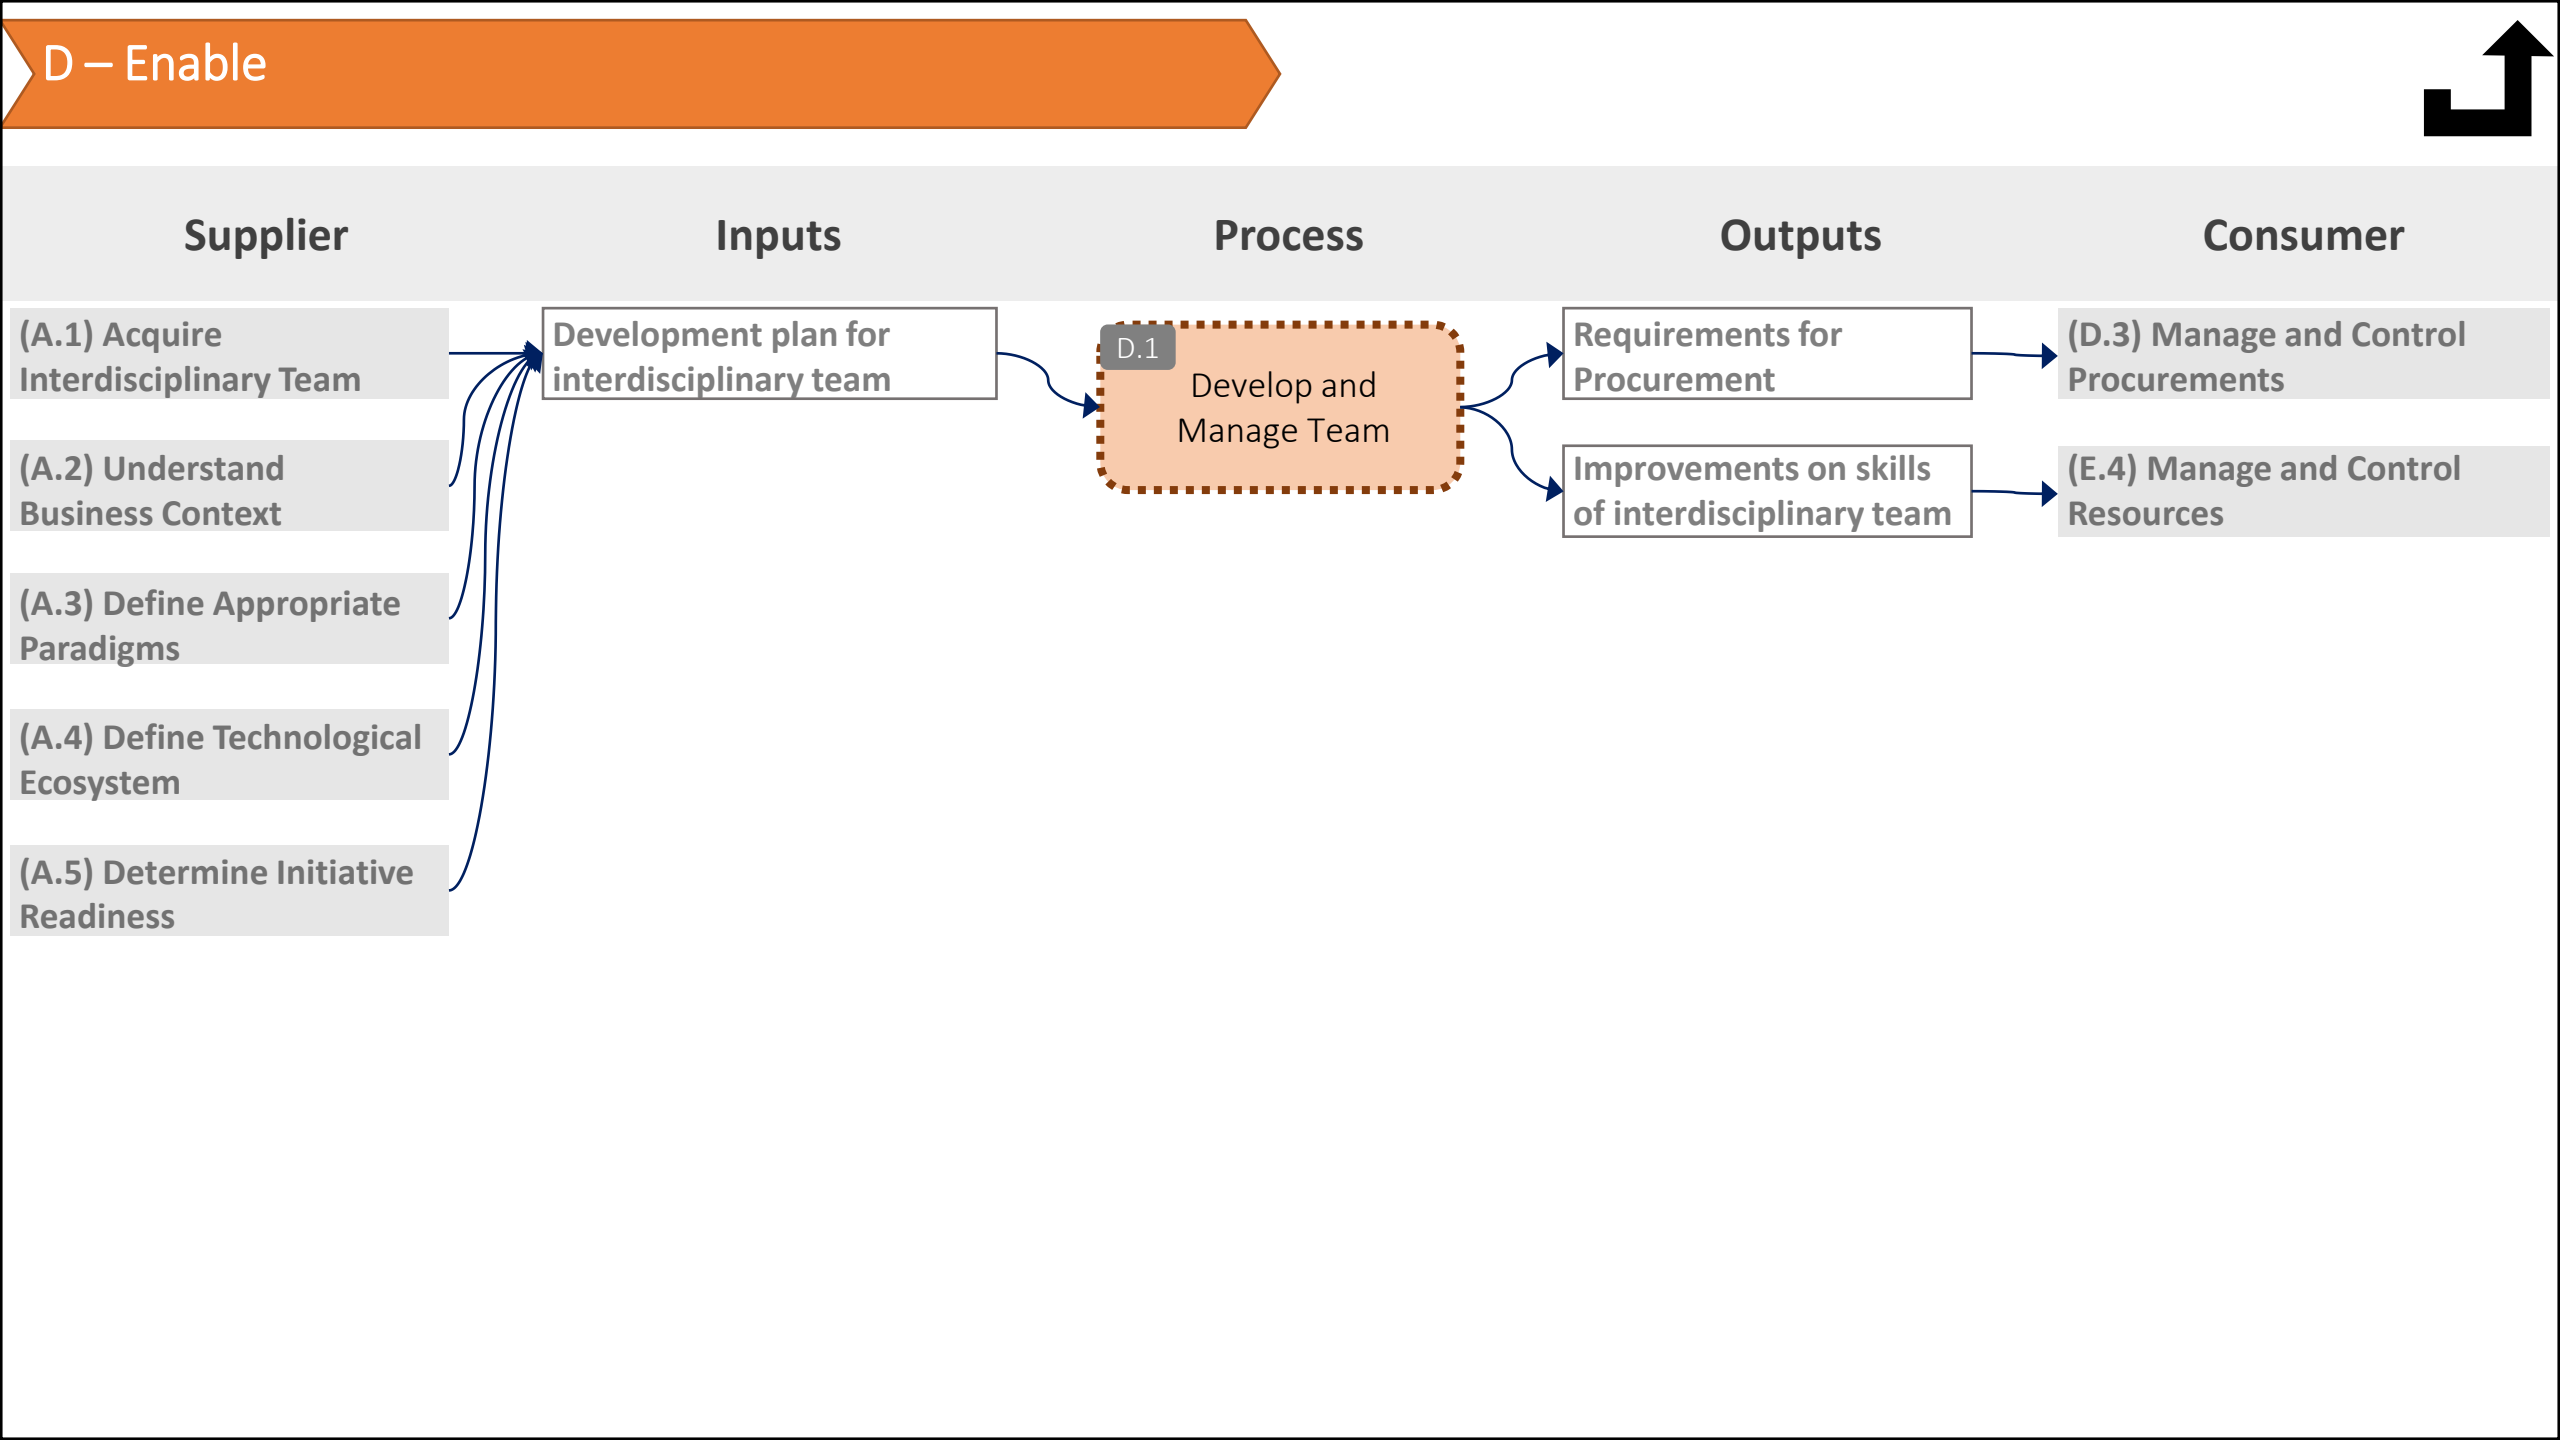 D – Enable
Supplier
Inputs
Process
Outputs
Consumer
(A.1) Acquire
Interdisciplinary Team
(A.2) Understand
Business Context
(A.3) Define Appropriate
Paradigms
(A.4) Define Technological
Ecosystem
(A.5) Determine Initiative
Readiness
Development plan for
interdisciplinary team
D.1
Develop and
Manage Team
Requirements for
Procurement
Improvements on skills
of interdisciplinary team
(D.3) Manage and Control
Procurements
(E.4) Manage and Control
Resources